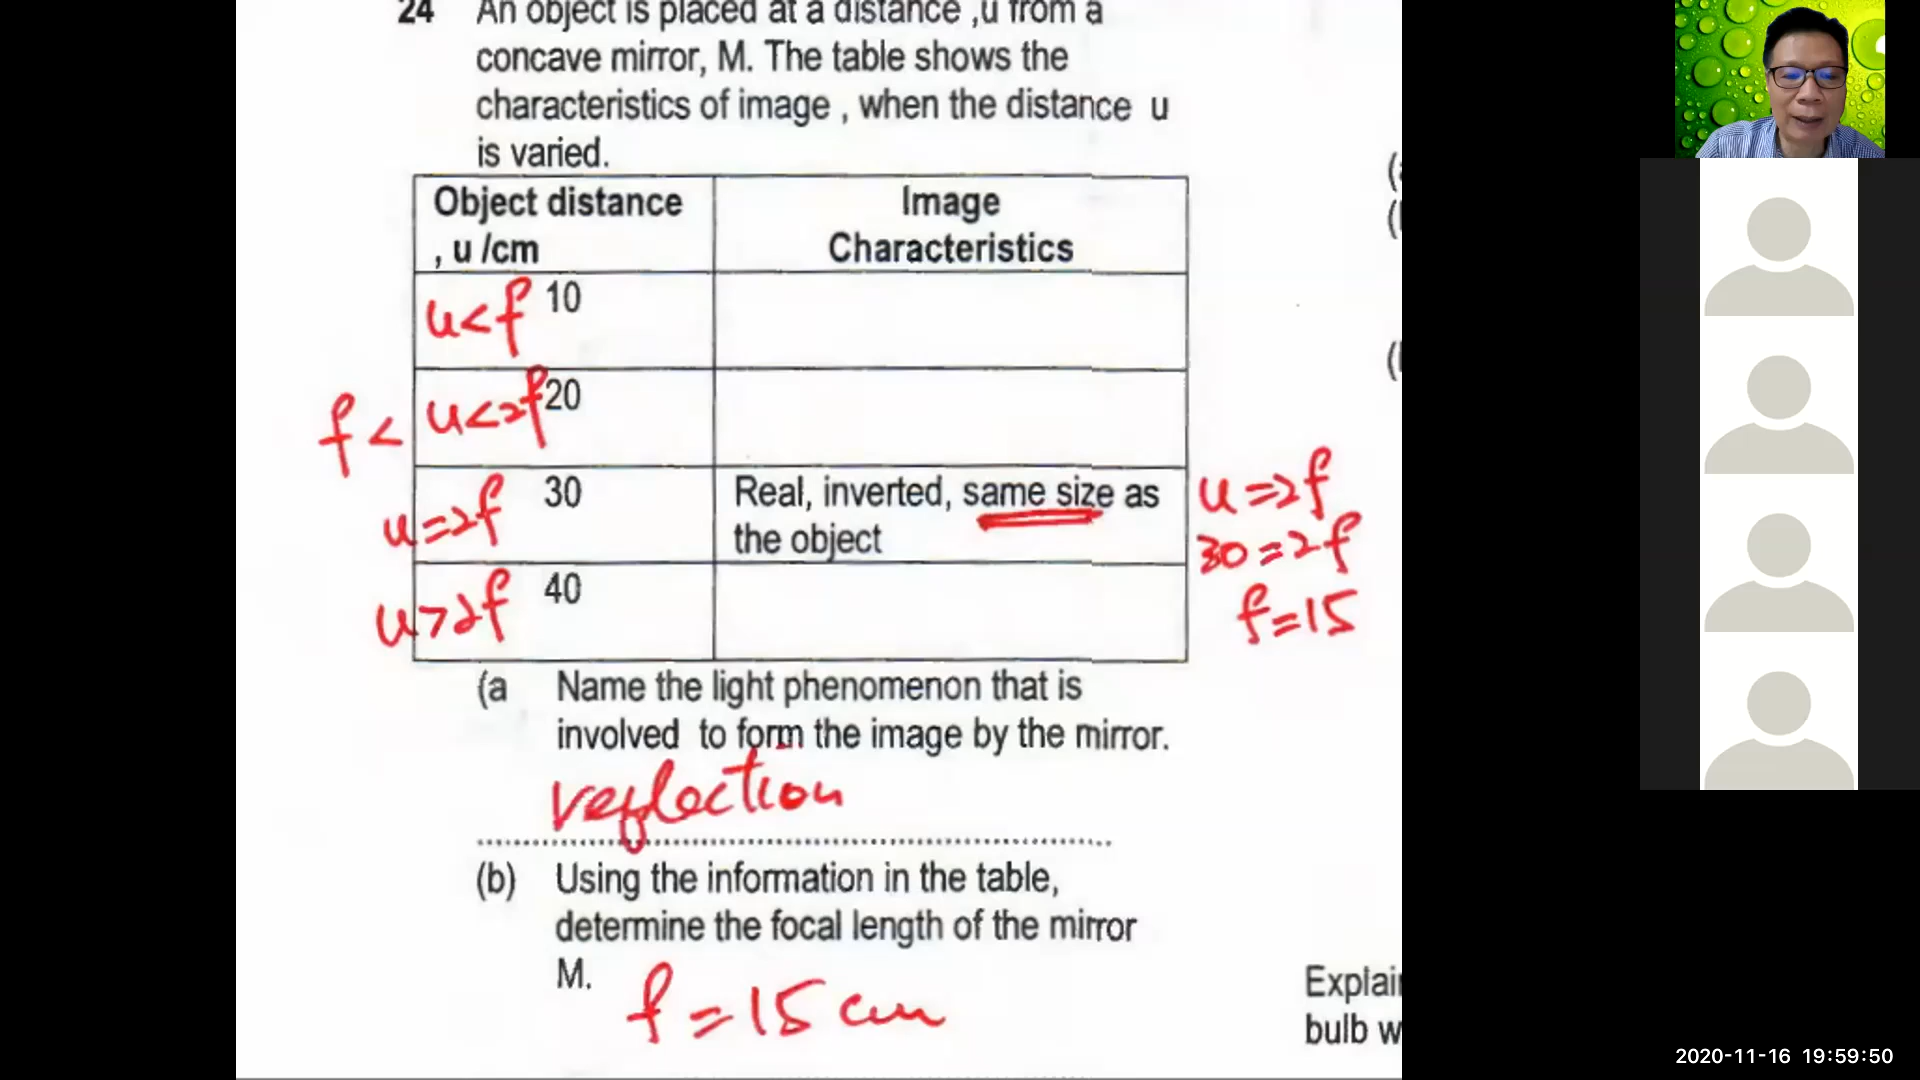 24 An object is placed at a distance ,u from a
concave mirror, M. The table shows the
characteristics of image , when the distance u
is varied.
Object distance
, u /cm
Image
Characteristics
u<f 10
f < u<2f 20
u=2f 30
Real, inverted, same size as
the object
u=2f
30=2f
f=15
u>2f 40
(a Name the light phenomenon that is
involved to form the image by the mirror.
reflection
(b) Using the information in the table,
determine the focal length of the mirror
M.
f=15cm
bulb w
2020-11-16 19:59:50